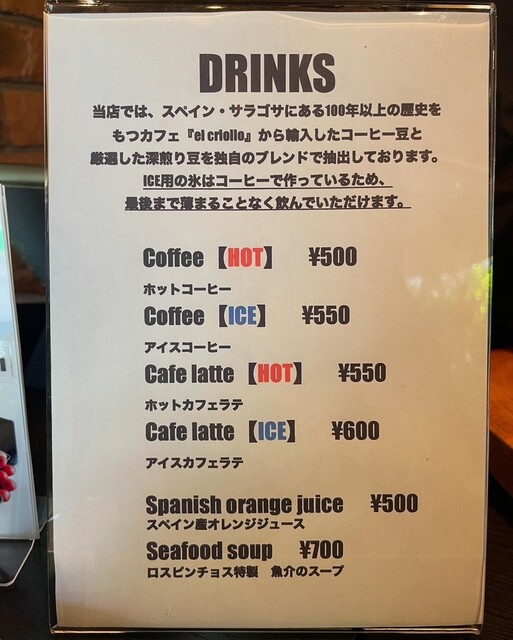 DRINKS
当店では、スペイン・サラゴサにある100年以上の歴史を
もつカフェ『el criollo』から輸入したコーヒー豆と
厳選した深煎り豆を独自のブレンドで抽出しております。
ICE用の氷はコーヒーで作っているため、
最後まで薄まることなく飲んでいただけます。
Coffee 【HOT】 ¥500
ホットコーヒー
Coffee 【ICE】 ¥550
アイスコーヒー
Cafe latte 【HOT】 ¥550
ホットカフェラテ
Cafe latte 【ICE】 ¥600
アイスカフェラテ
Spanish orange juice ¥500
スペイン産オレンジジュース
Seafood soup ¥700
ロスピンチョス特製 魚介のスープ